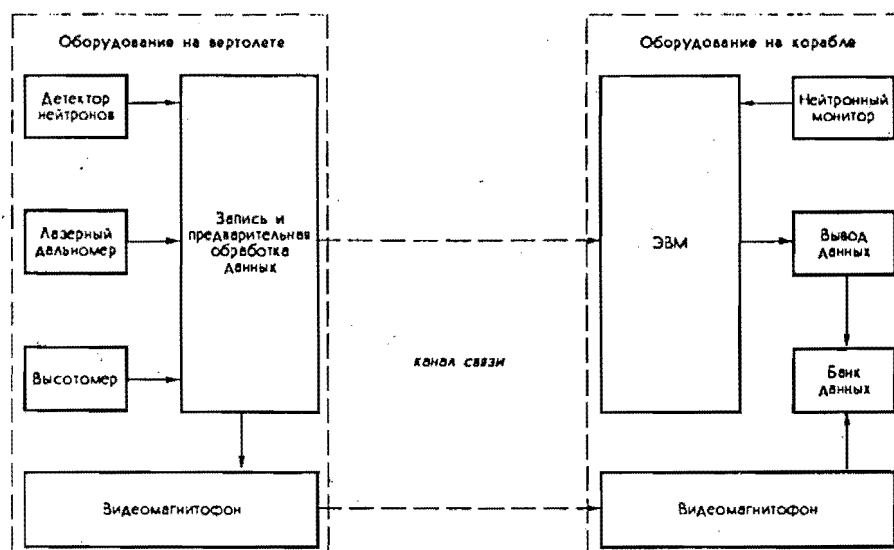 Оборудование на вертолете
Детектор
нейтронов
Лазерный
дальномер
Высотомер
Запись и
предварительная
обработка
данных
Видеомагнитофон
канал связи
Оборудование на корабле
ЭВМ
Нейтронный
монитор
Вывод
данных
Банк
данных
Видеомагнитофон